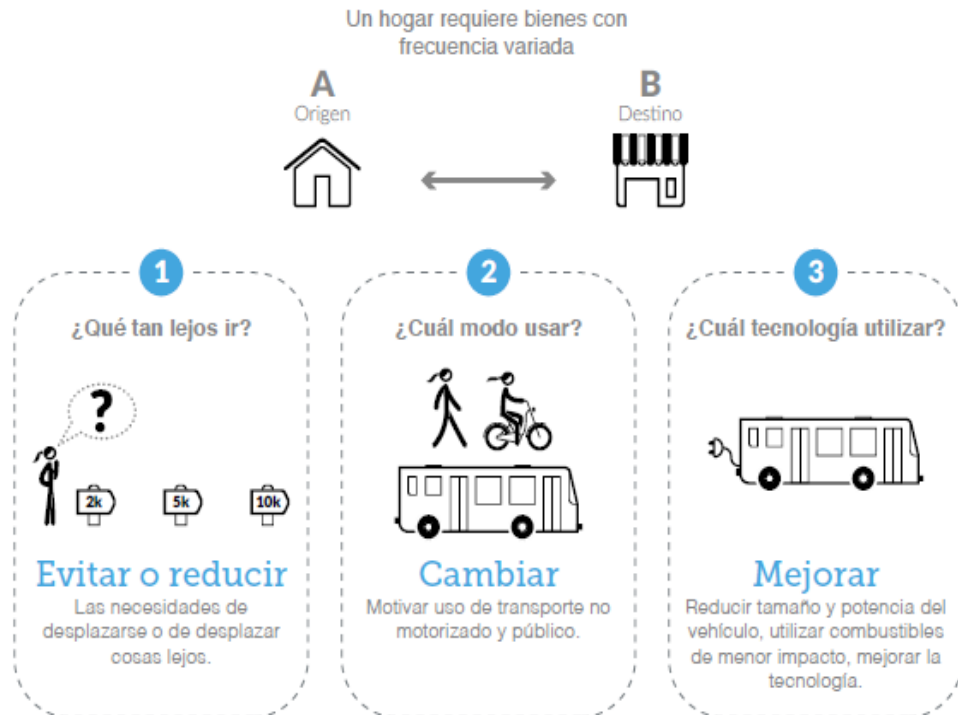 Un hogar requiere bienes con
frecuencia variada
A
Origen
B
Destino
1
¿Qué tan lejos ir?
?
2k
5k
10k
Evitar o reducir
Las necesidades de
desplazarse o de desplazar
cosas lejos.
2
¿Cuál modo usar?
Cambiar
Motivar uso de transporte no
motorizado y público.
3
¿Cuál tecnología utilizar?
Mejorar
Reducir tamaño y potencia del
vehículo, utilizar combustibles
de menor impacto, mejorar la
tecnología.